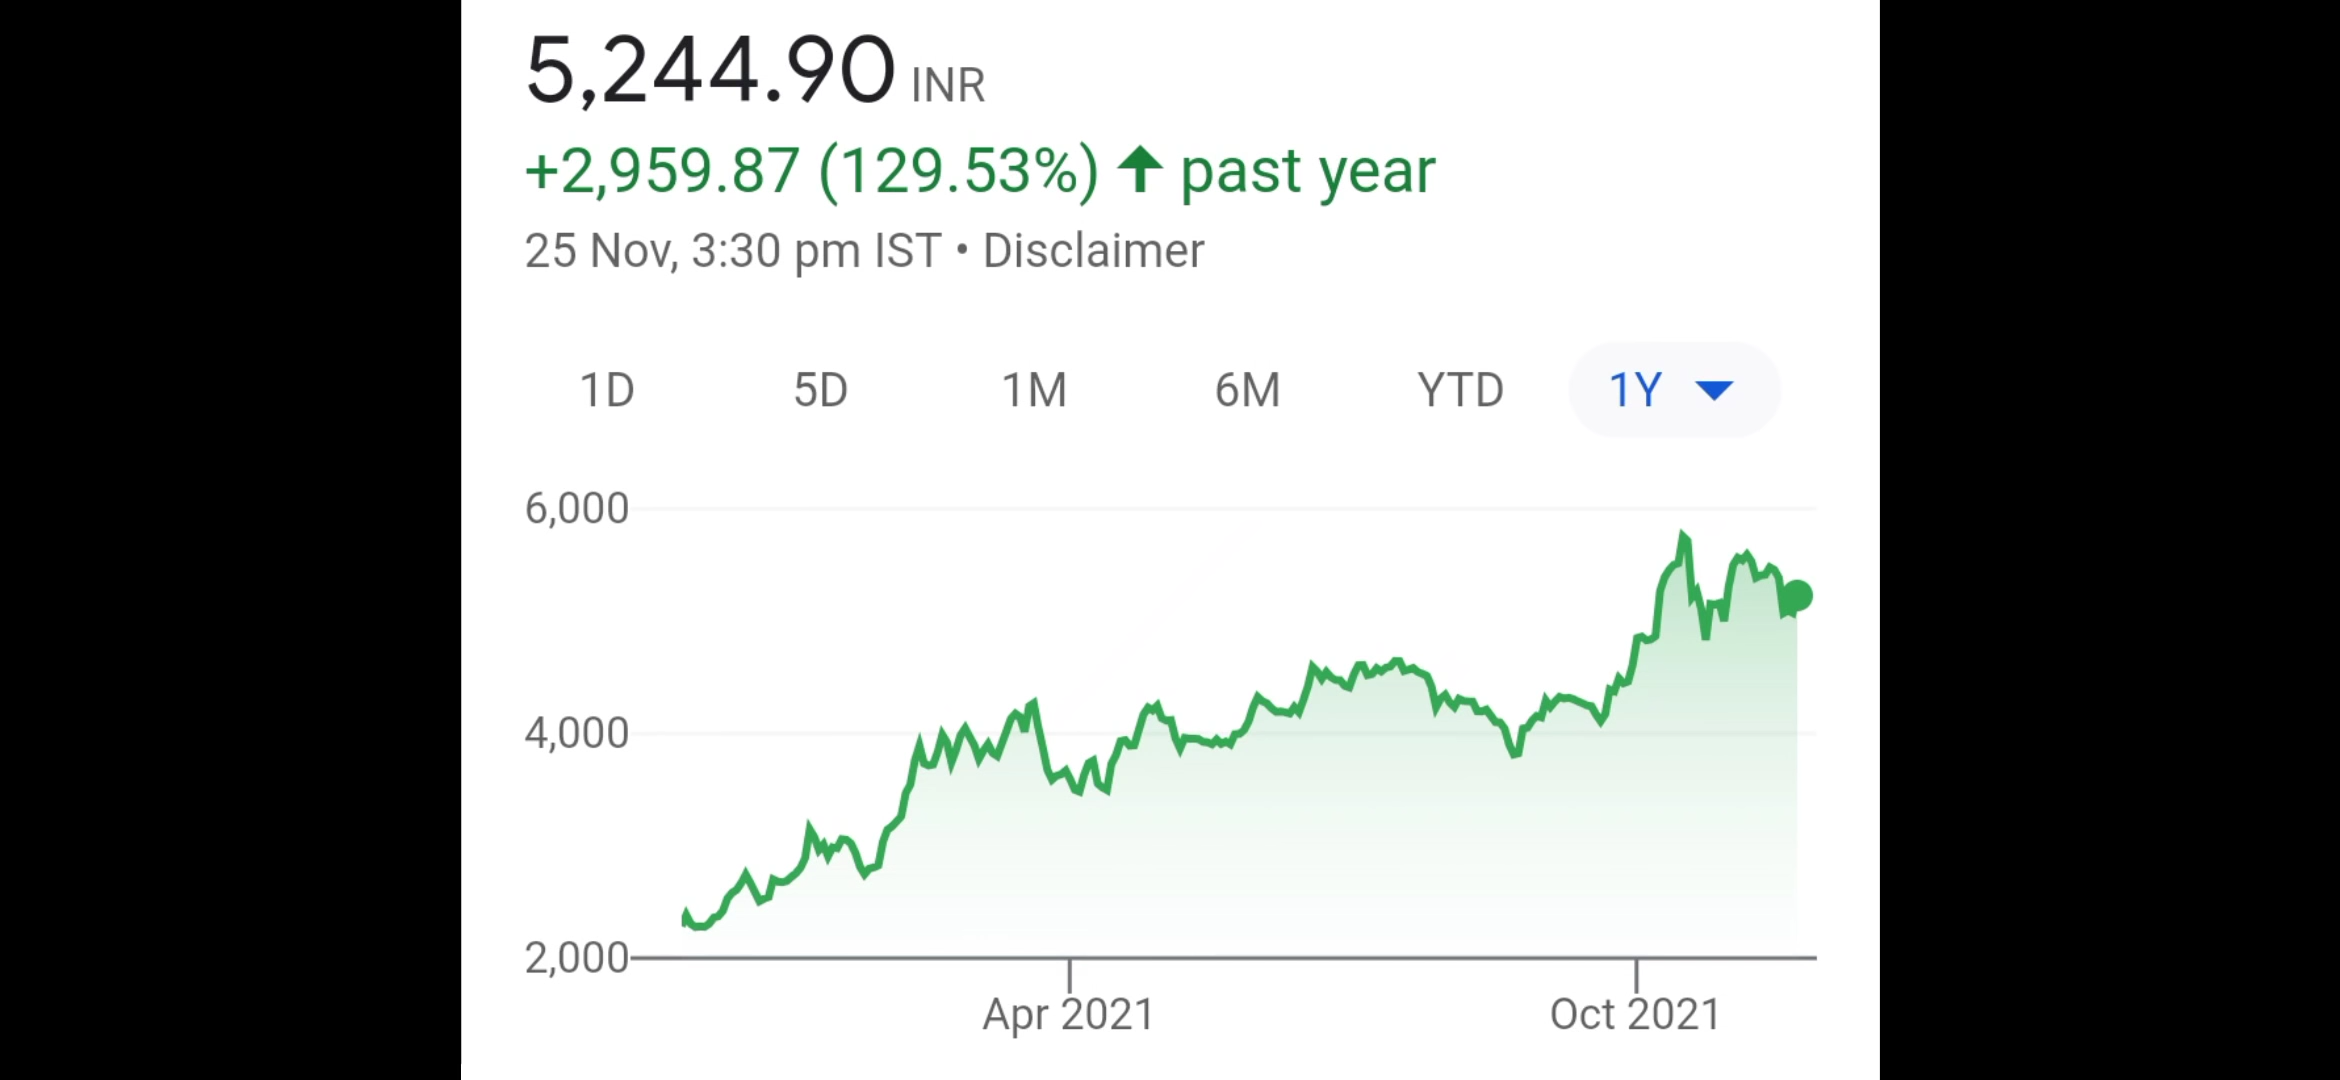 5,244.90 INR
+2,959.87 (129.53%) ↑ past year
25 Nov, 3:30 pm IST • Disclaimer
1D 5D 1M 6M YTD 1Y
6,000
4,000
2,000
Apr 2021 Oct 2021